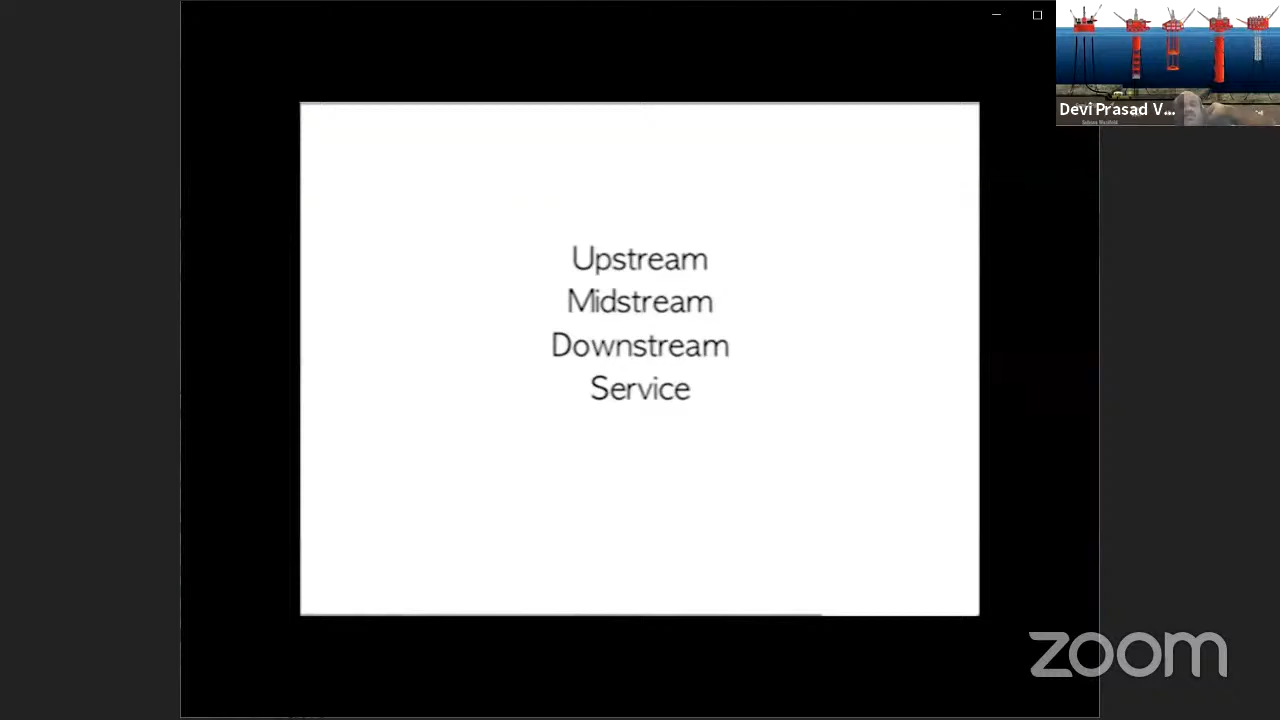 Devi Prasad V...
Upstream
Midstream
Downstream
Service
zoom